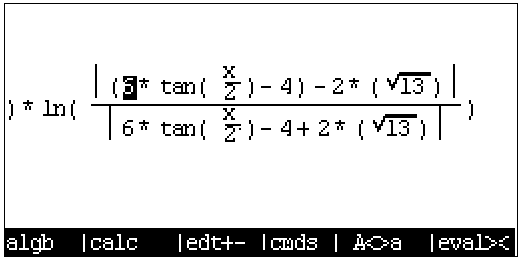 )* ln( |(6* tan( x/2 )-4)-2* (√13)| / |6* tan( x/2 )-4+2* (√13)| )
algb |calc |edt+- |cmds | A<>a |eval><